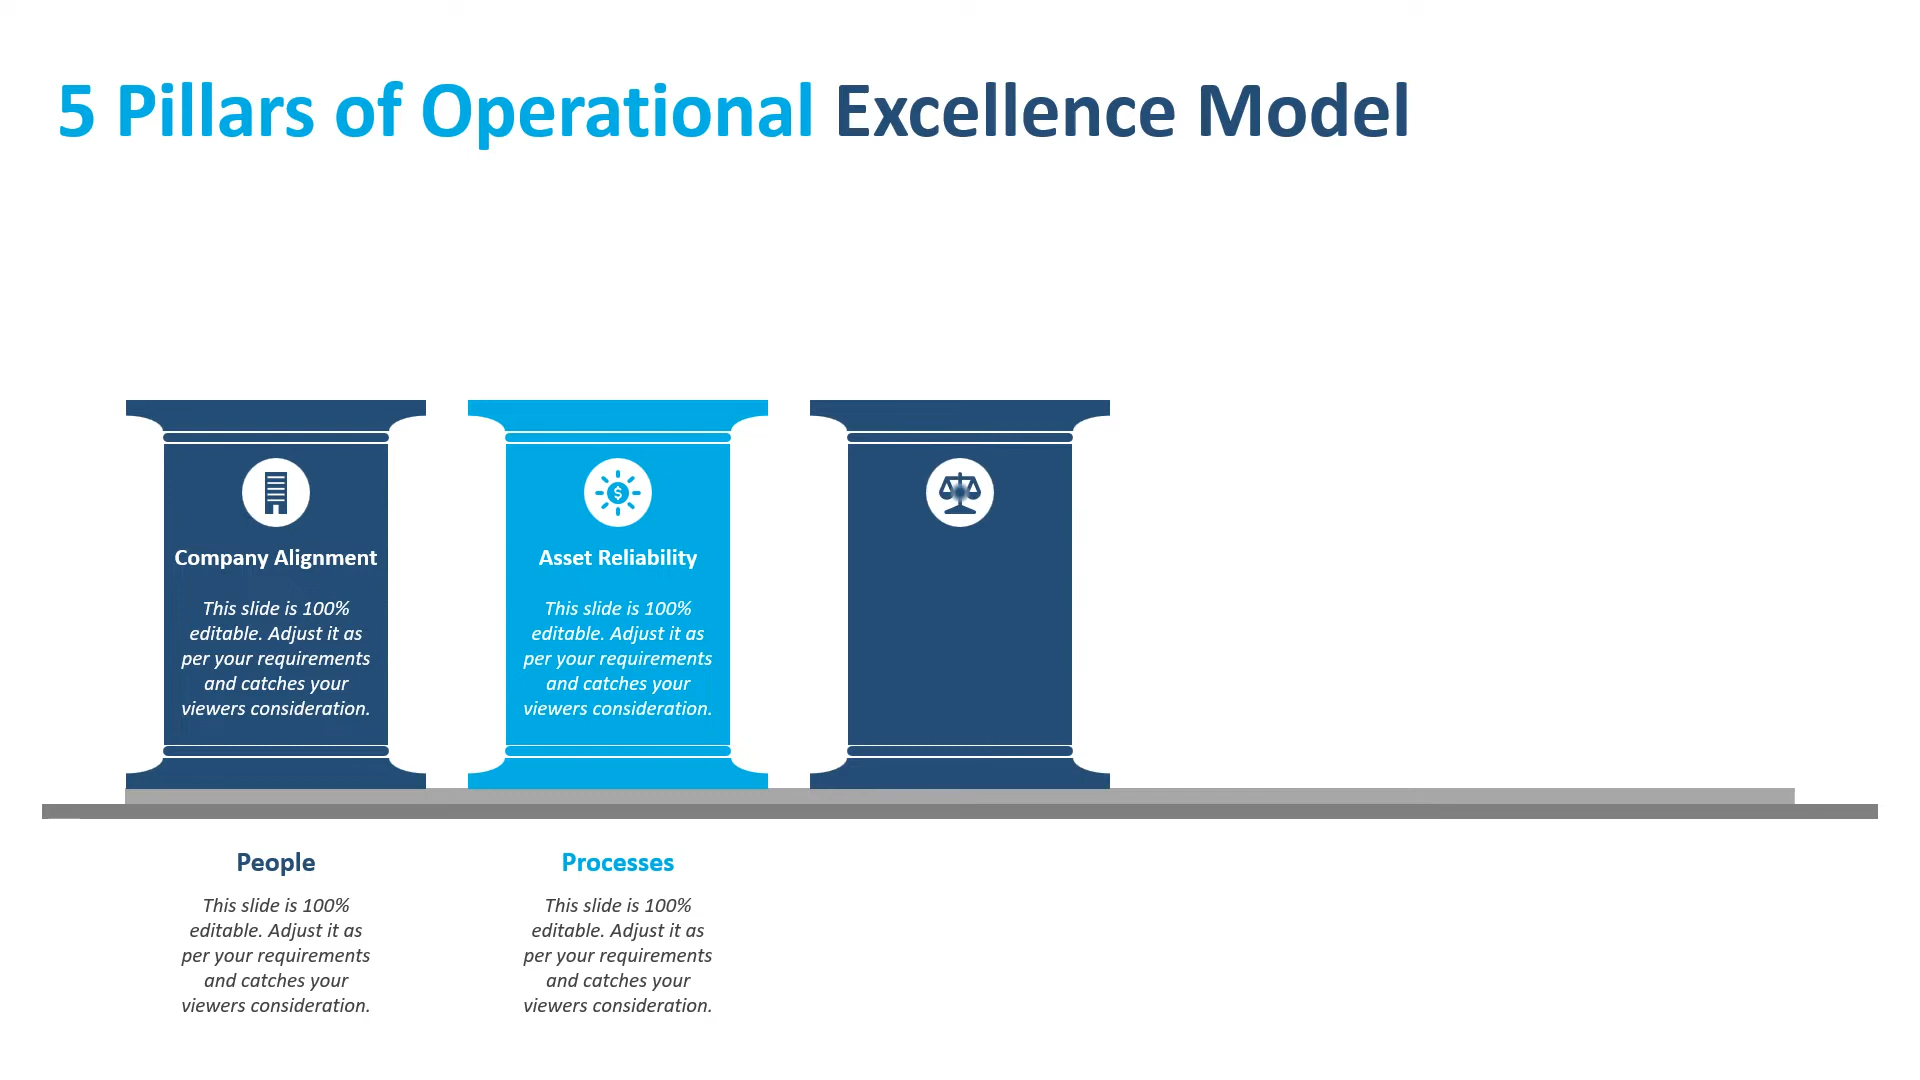 5 Pillars of Operational Excellence Model
$
Company Alignment
This slide is 100%
editable. Adjust it as
per your requirements
and catches your
viewers consideration.
Asset Reliability
This slide is 100%
editable. Adjust it as
per your requirements
and catches your
viewers consideration.
People
This slide is 100%
editable. Adjust it as
per your requirements
and catches your
viewers consideration.
Processes
This slide is 100%
editable. Adjust it as
per your requirements
and catches your
viewers consideration.